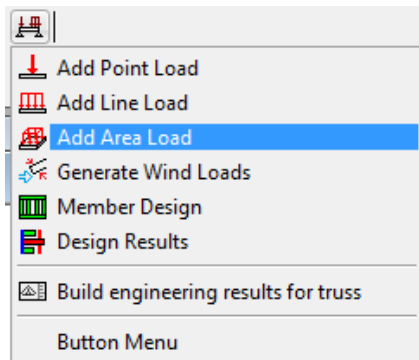 Add Point Load
Add Line Load
Add Area Load
Generate Wind Loads
Member Design
Design Results
Build engineering results for truss
Button Menu